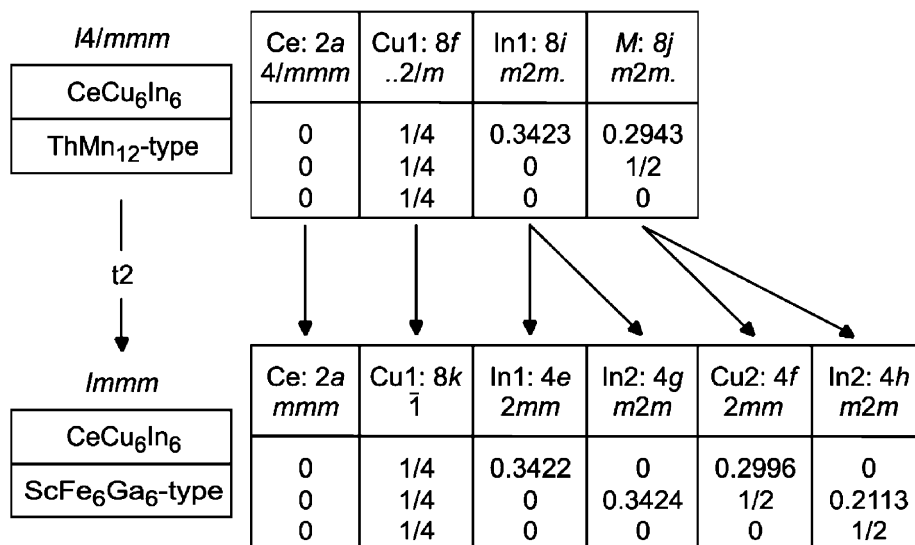 I4/mmm
CeCu6In6
ThMn12-type
Ce: 2a Cu1: 8f In1: 8i M: 8j
4/mmm ..2/m m2m. m2m.
0 1/4 0.3423 0.2943
0 1/4 0 1/2
0 1/4 0 0
t2
Immm
CeCu6In6
ScFe6Ga6-type
Ce: 2a Cu1: 8k In1: 4e In2: 4g Cu2: 4f In2: 4h
mmm 1̅ 2mm m2m 2mm m2m
0 1/4 0.3422 0 0.2996 0
0 1/4 0 0.3424 1/2 0.2113
0 1/4 0 0 0 1/2